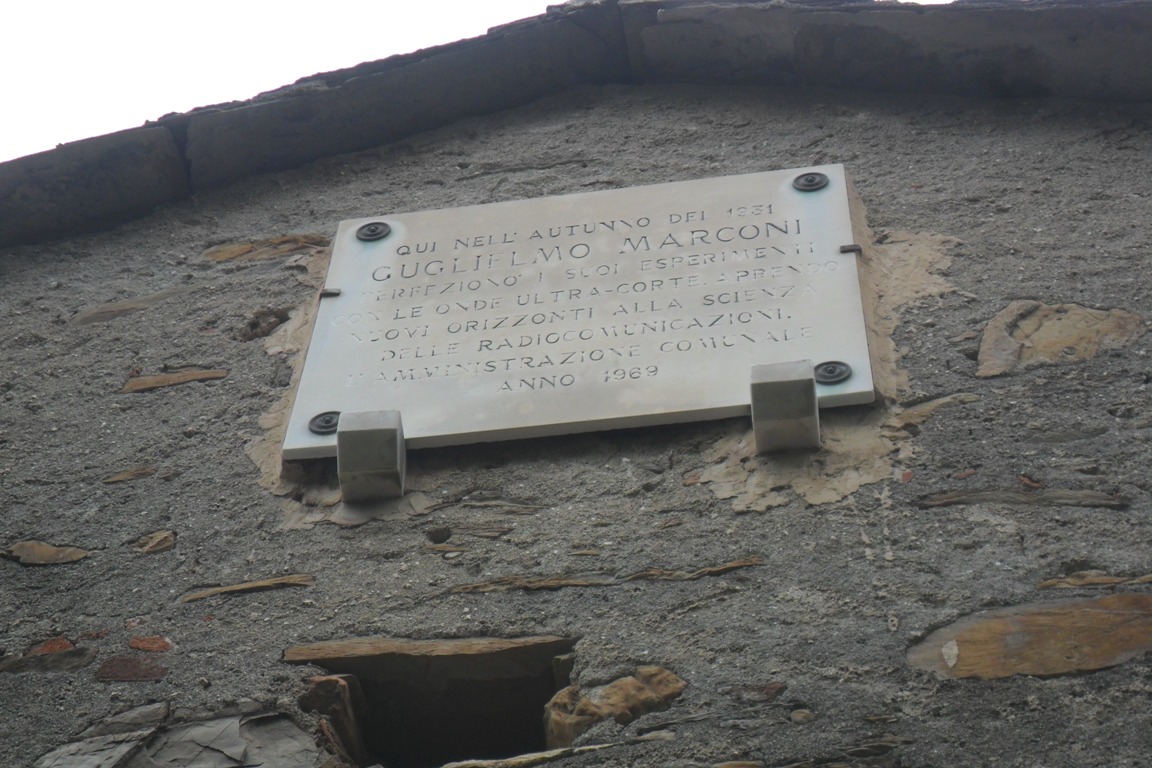 QUI NELL' AUTUNNO DEL 1931
GUGLIELMO MARCONI
PERFEZIONO' I SUOI ESPERIMENTI
CON LE ONDE ULTRA-CORTE, APRENDO
NUOVI ORIZZONTI ALLA SCIENZA
DELLE RADIOCOMUNICAZIONI.
L'AMMINISTRAZIONE COMUNALE
ANNO 1969